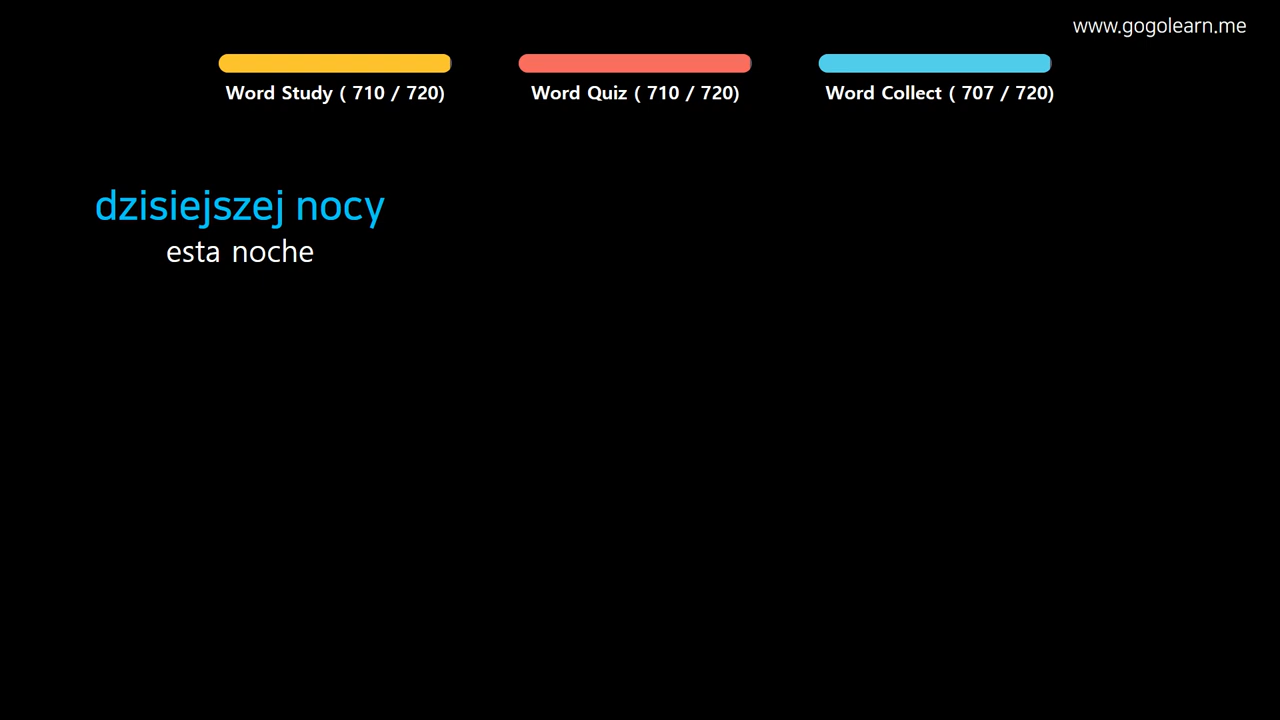 www.gogolearn.me
Word Study ( 710 / 720)
Word Quiz ( 710 / 720)
Word Collect ( 707 / 720)
dzisiejszej nocy
esta noche